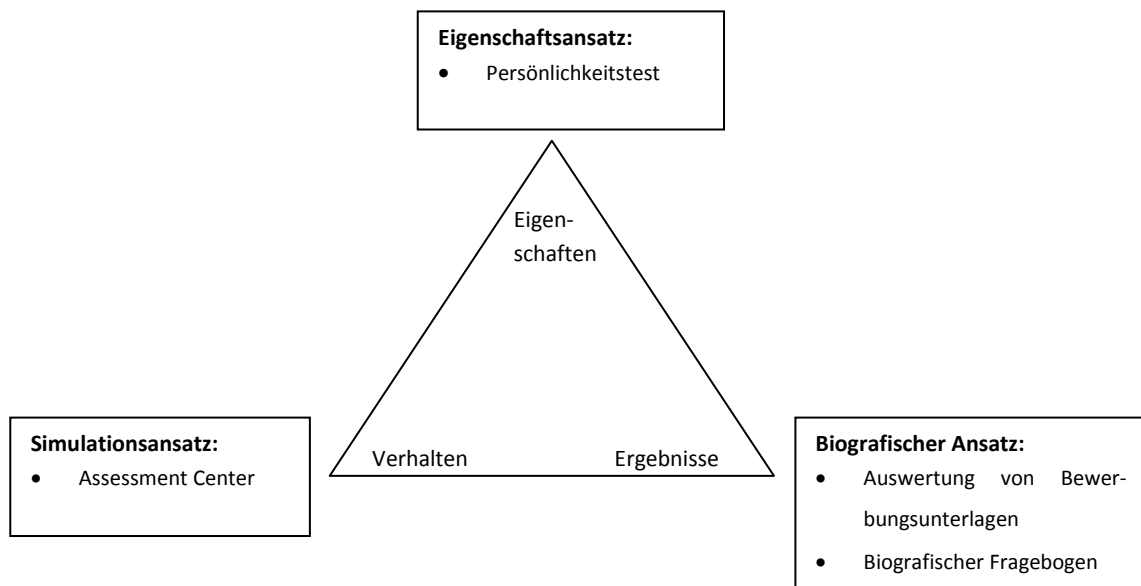 Eigenschaftsansatz:
• Persönlichkeitstest
Eigen-
schaften
Simulationsansatz:
• Assessment Center
Verhalten
Ergebnisse
Biografischer Ansatz:
• Auswertung von Bewer-
bungsunterlagen
• Biografischer Fragebogen